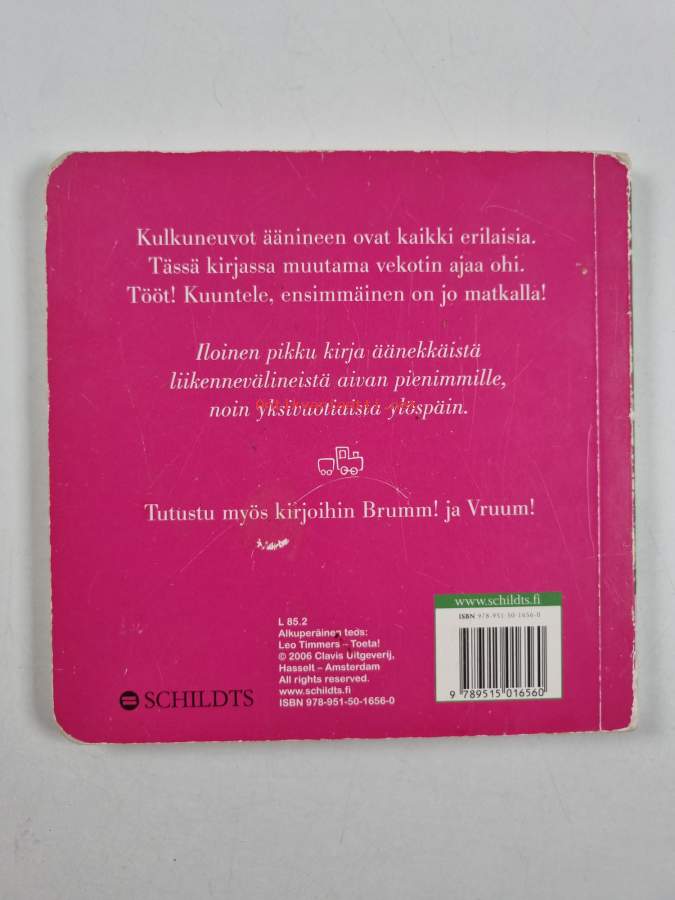 Kulkuneuvot äänineen ovat kaikki erilaisia.
Tässä kirjassa muutama vekotin ajaa ohi.
Tööt! Kuuntele, ensimmäinen on jo matkalla!
Iloinen pikku kirja äänekkäistä
liikennevälineistä aivan pienimmille,
noin yksivuotiaista ylöspäin.
Tutustu myös kirjoihin Brumm! ja Vruum!
L 85.2
Alkuperäinen teos:
Leo Timmers – Toeta!
© 2006 Clavis Uitgeverij,
Hasselt – Amsterdam
All rights reserved.
www.schildts.fi
ISBN 978-951-50-1656-0
SCHILDTS
www.schildts.fi
ISBN 978-951-50-1656-0
9 789515 016560